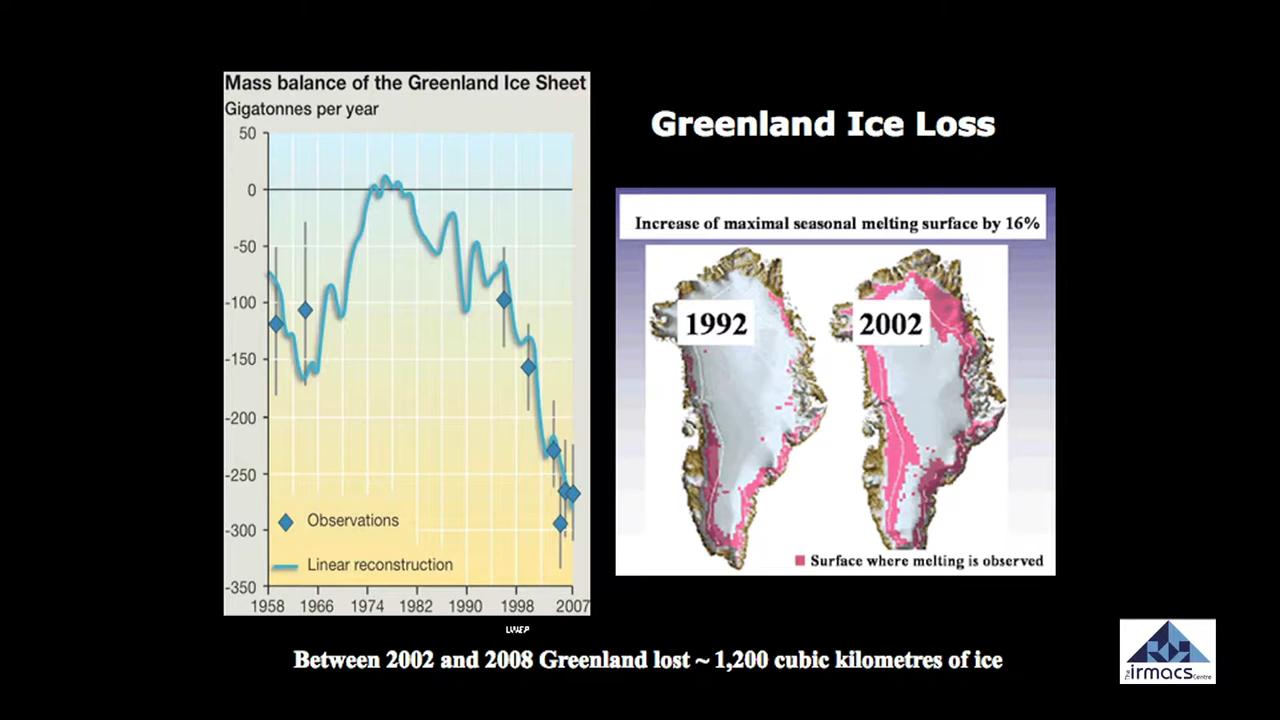 Mass balance of the Greenland Ice Sheet
Gigatonnes per year
50
0
-50
-100
-150
-200
-250
-300
-350
Observations
Linear reconstruction
1958 1966 1974 1982 1990 1998 2007
UNEP
Greenland Ice Loss
Increase of maximal seasonal melting surface by 16%
1992 2002
Surface where melting is observed
Between 2002 and 2008 Greenland lost ~ 1,200 cubic kilometres of ice
The irmacs Centre